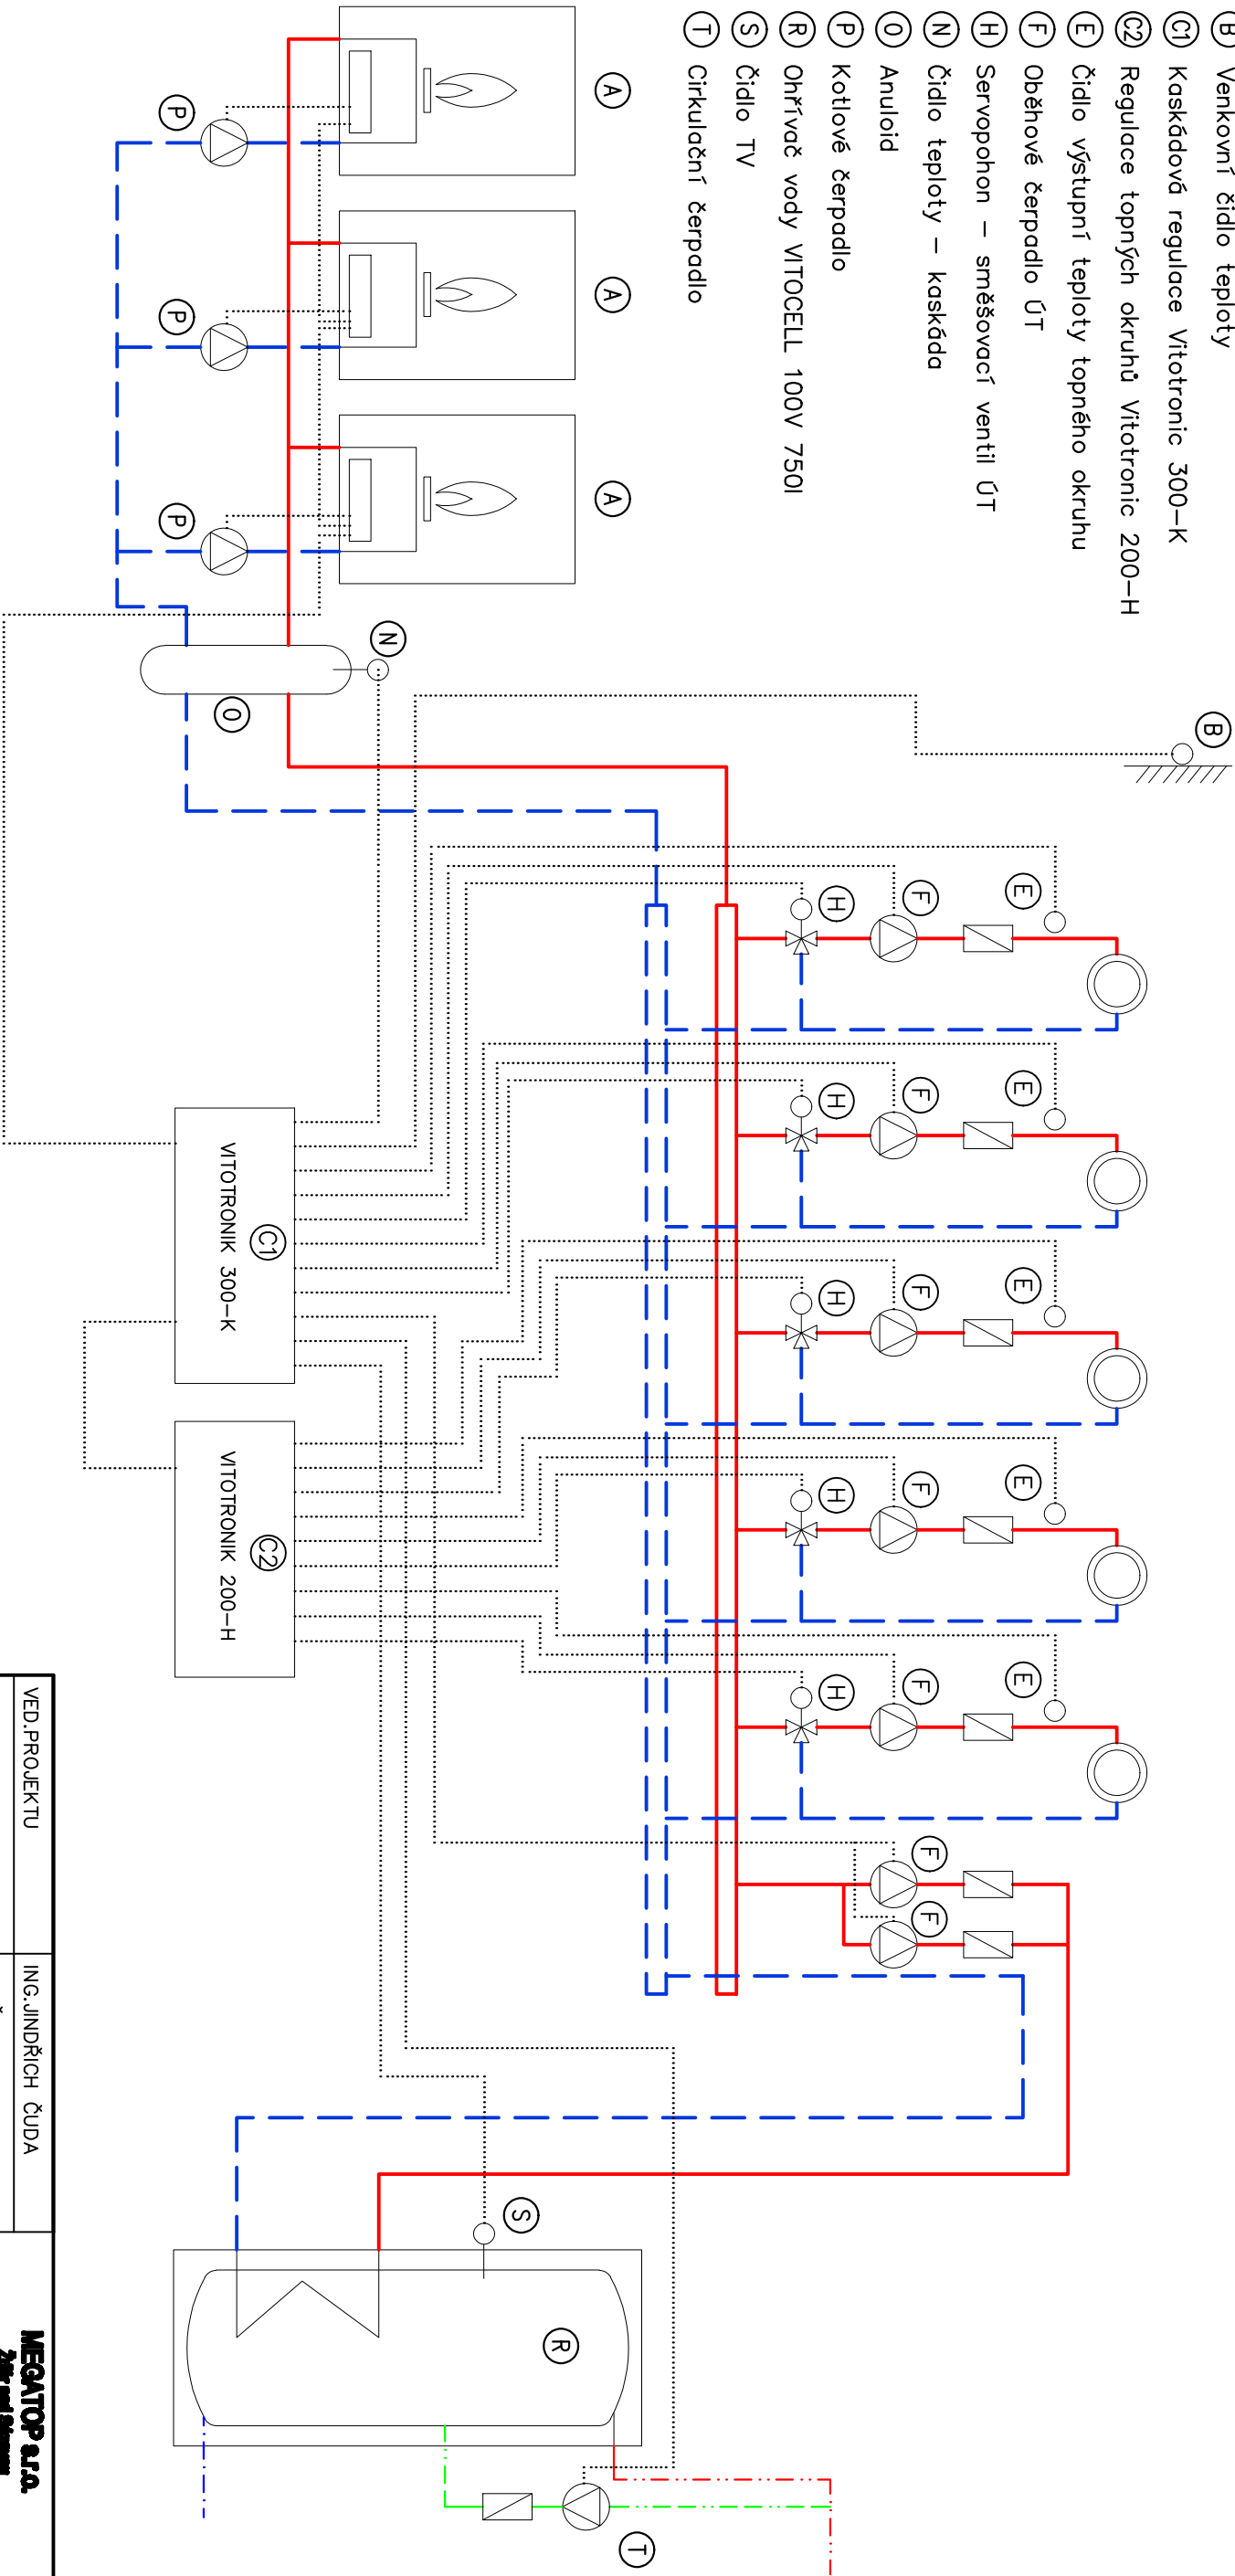 B Venkovní čidlo teploty
C1 Kaskádová regulace Vitotronic 300-K
C2 Regulace topných okruhů Vitotronic 200-H
E Čidlo výstupní teploty topného okruhu
F Oběhové čerpadlo ÚT
H Servopohon - směšovací ventil ÚT
N Čidlo teploty - kaskáda
O Anuloid
P Kotlové čerpadlo
R Ohřívač vody VITOCELL 100V 750l
S Čidlo TV
T Cirkulační čerpadlo
B
E
E
E
E
E
F
F
F
F
F
F
F
H
H
H
H
H
A
A
A
N
O
P
P
P
S
R
T
C1
VITOTRONIK 300-K
C2
VITOTRONIK 200-H
VED.PROJEKTU
ING.JINDŘICH ČUDA
MEGATOP s.r.o.